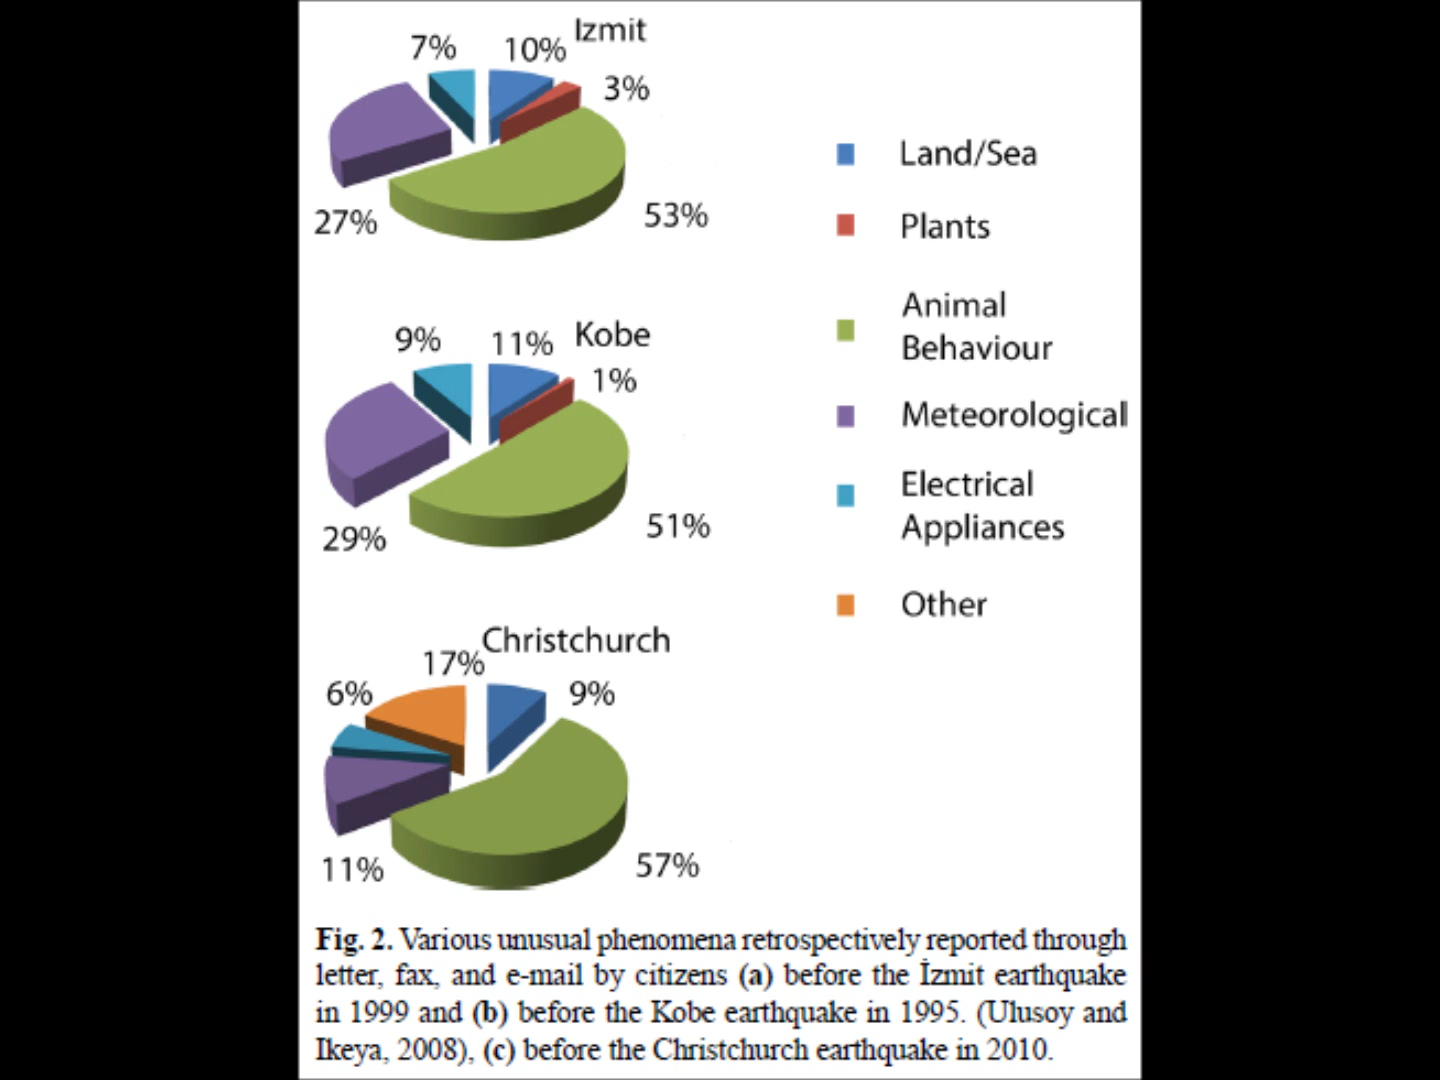 Izmit
7%
10%
3%
27%
53%
Land/Sea
Plants
Animal
Behaviour
Meteorological
Electrical
Appliances
Other
Kobe
9%
11%
1%
29%
51%
Christchurch
17%
6%
9%
11%
57%
Fig. 2. Various unusual phenomena retrospectively reported through
letter, fax, and e-mail by citizens (a) before the İzmit earthquake
in 1999 and (b) before the Kobe earthquake in 1995. (Ulusoy and
Ikeya, 2008), (c) before the Christchurch earthquake in 2010.